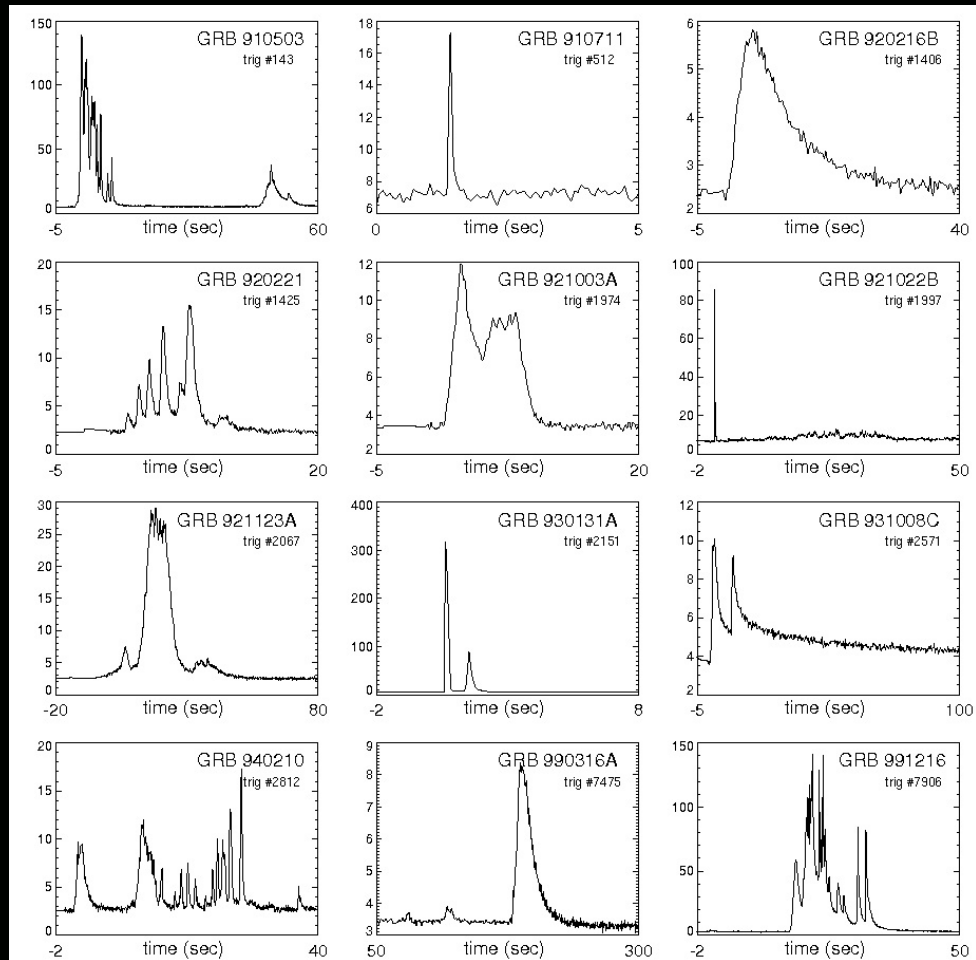 150
100
50
0
GRB 910503
trig #143
-5 time (sec) 60
18
16
14
12
10
8
6
GRB 910711
trig #512
0 time (sec) 5
6
5
4
3
2
GRB 920216B
trig #1406
-5 time (sec) 40
20
15
10
5
0
GRB 920221
trig #1425
-5 time (sec) 20
12
10
8
6
4
2
GRB 921003A
trig #1974
-5 time (sec) 20
100
80
60
40
20
0
GRB 921022B
trig #1997
-2 time (sec) 50
30
25
20
15
10
5
0
GRB 921123A
trig #2067
-20 time (sec) 80
400
300
200
100
0
GRB 930131A
trig #2151
-2 time (sec) 8
12
10
8
6
4
2
GRB 931008C
trig #2571
-5 time (sec) 100
20
15
10
5
0
GRB 940210
trig #2812
-2 time (sec) 40
9
8
7
6
5
4
3
GRB 990316A
trig #7475
50 time (sec) 300
150
100
50
0
GRB 991216
trig #7906
-2 time (sec) 50